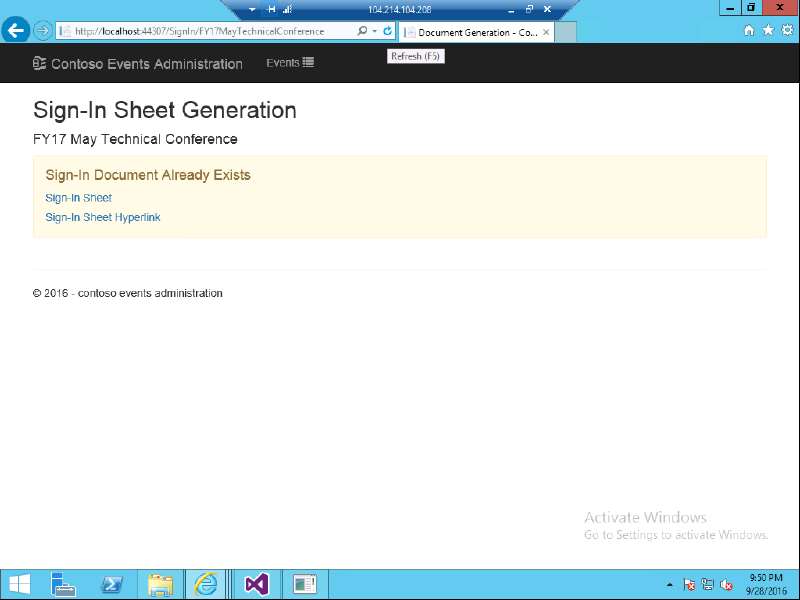 104.214.104.208
http://localhost:44307/SignIn/FY17MayTechnicalConference
Document Generation - Co...
Refresh (F5)
Contoso Events Administration
Events
Sign-In Sheet Generation
FY17 May Technical Conference
Sign-In Document Already Exists
Sign-In Sheet
Sign-In Sheet Hyperlink
© 2016 - contoso events administration
Activate Windows
Go to Settings to activate Windows.
9:50 PM
9/28/2016